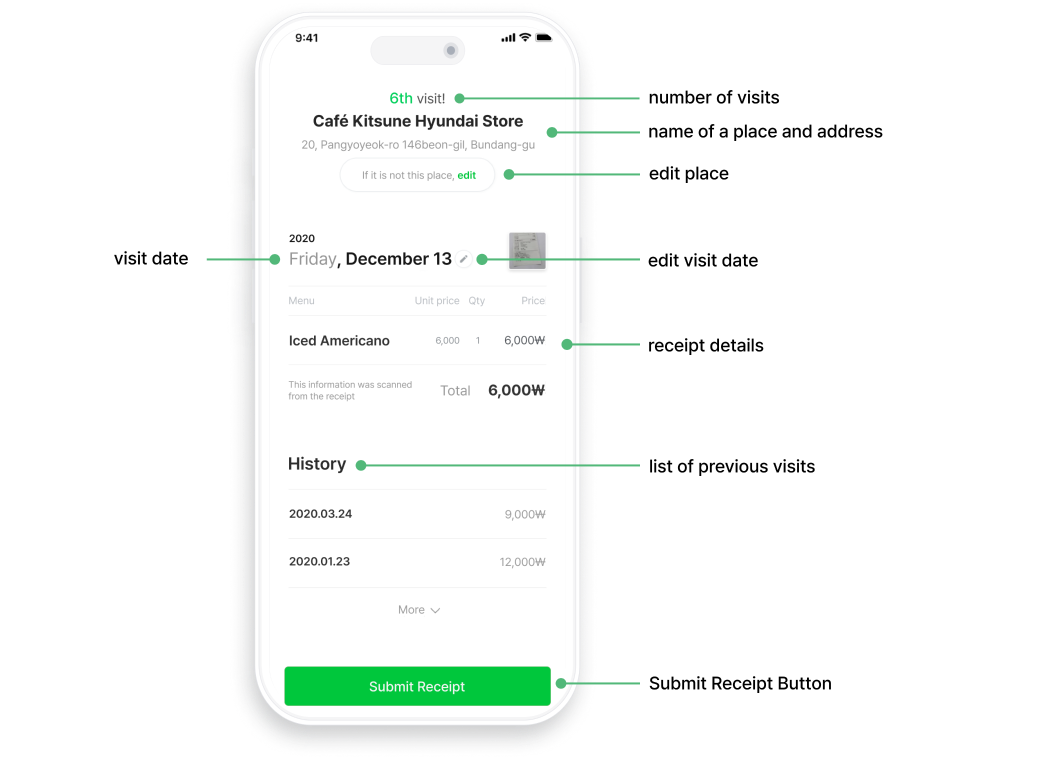 9:41
6th visit!
number of visits
Café Kitsune Hyundai Store
name of a place and address
20, Pangyoyeok-ro 146beon-gil, Bundang-gu
If it is not this place, edit
edit place
2020
visit date
Friday, December 13
edit visit date
Menu Unit price Qty Price
Iced Americano 6,000 1 6,000₩
receipt details
This information was scanned
from the receipt
Total 6,000₩
History
list of previous visits
2020.03.24 9,000₩
2020.01.23 12,000₩
More
Submit Receipt
Submit Receipt Button